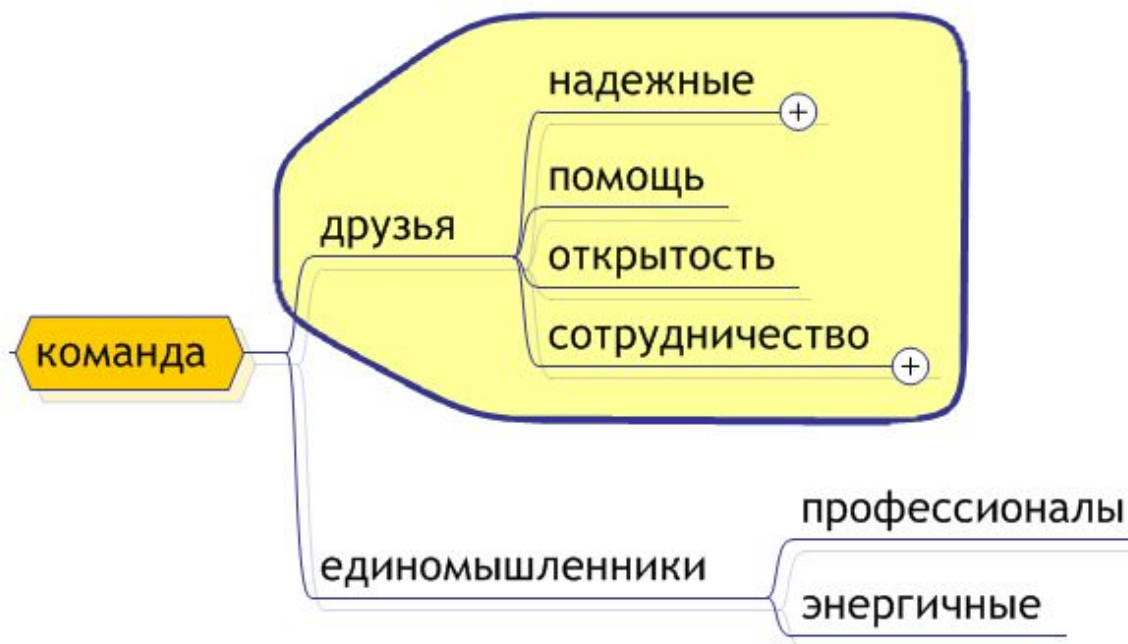 команда
друзья
надежные
помощь
открытость
сотрудничество
единомышленники
профессионалы
энергичные